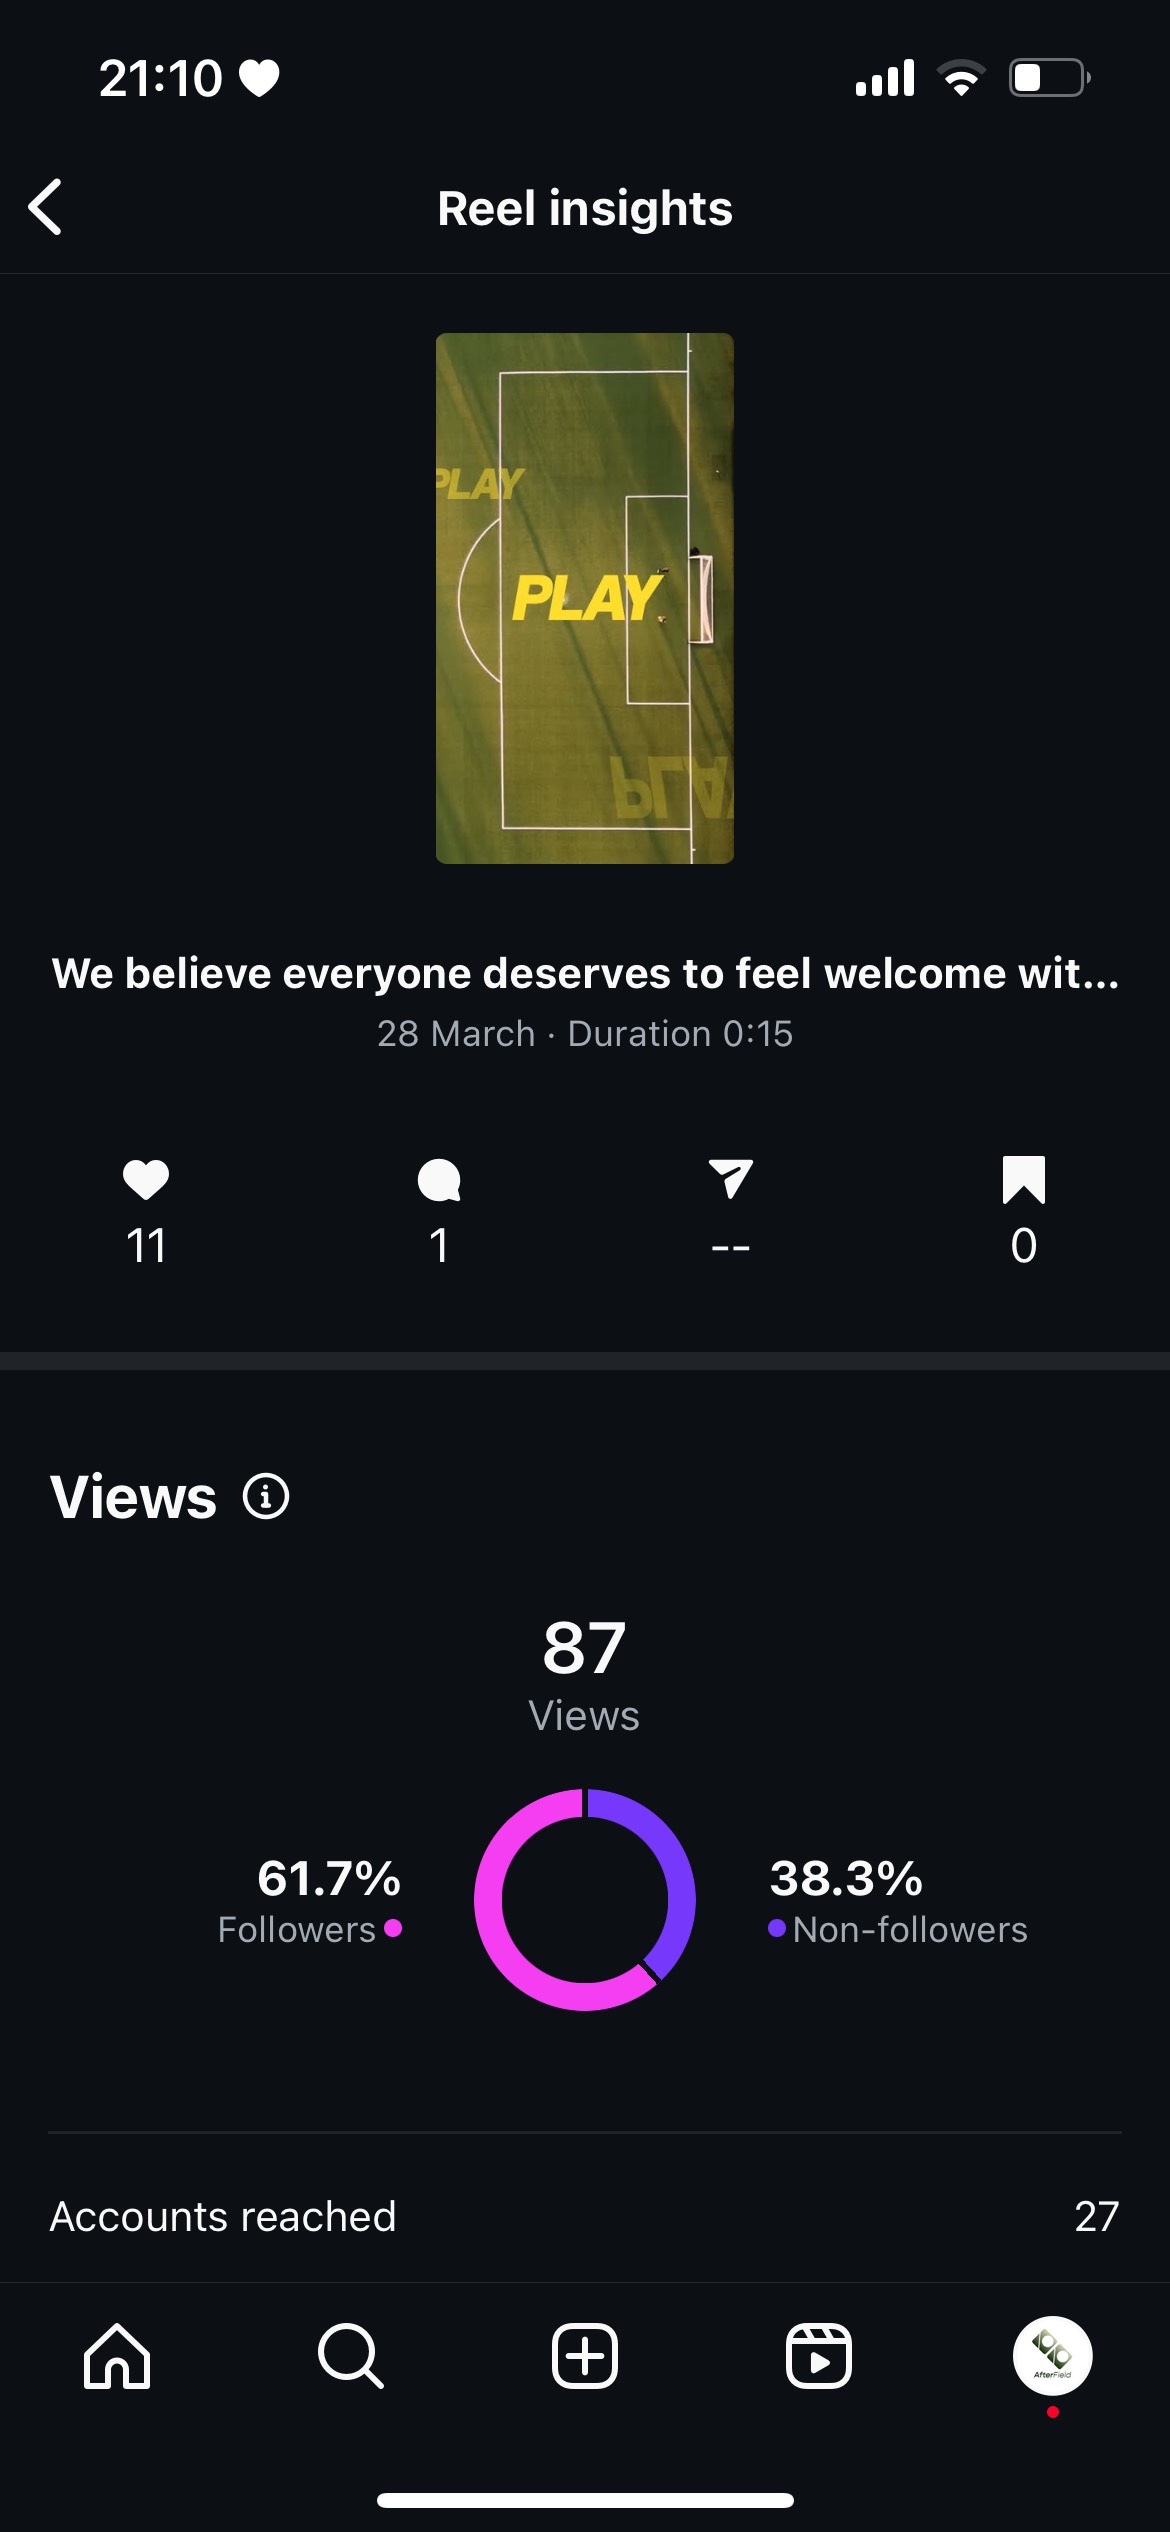 21:10
Reel insights
PLAY
PLAY
PLA
We believe everyone deserves to feel welcome wit...
28 March · Duration 0:15
11
1
--
0
Views
87
Views
61.7%
Followers
38.3%
Non-followers
Accounts reached
27
AfterField